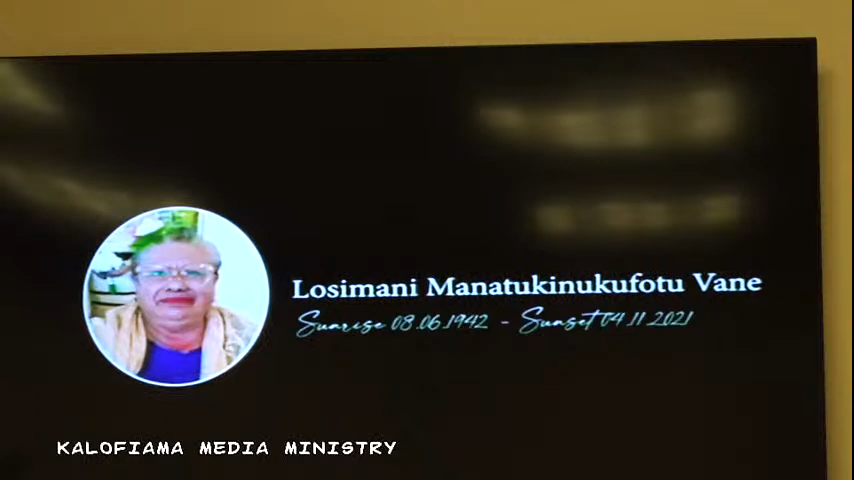 Losimani Manatukinukufotu Vane
Sunrise 08.06.1942 - Sunset 04.11.2021
KALOFIAMA MEDIA MINISTRY